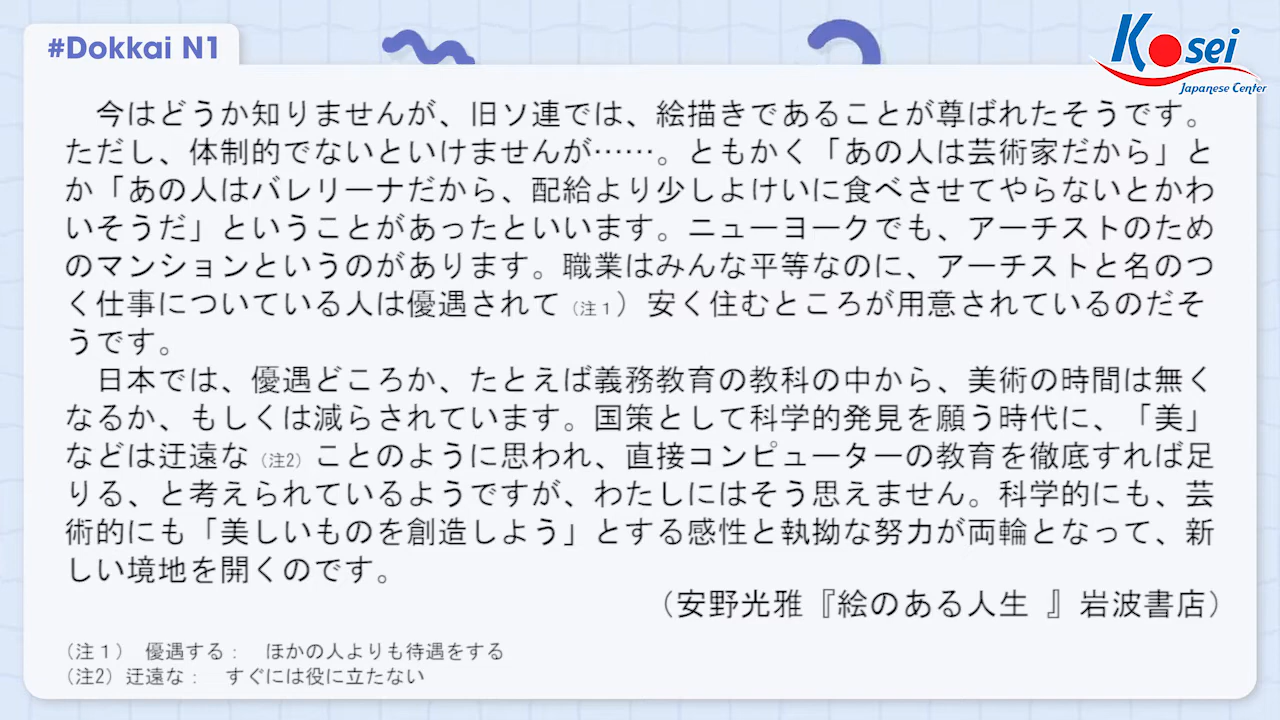 #Dokkai N1
Kosei
Japanese Center
今はどうか知りませんが、旧ソ連では、絵描きであることが尊ばれたそうです。
ただし、体制的でないといけませんが……。ともかく「あの人は芸術家だから」と
か「あの人はバレリーナだから、配給より少しよけいに食べさせてやらないとかわ
いそうだ」ということがあったといいます。ニューヨークでも、アーチストのため
のマンションというのがあります。職業はみんな平等なのに、アーチストと名のつ
く仕事についている人は優遇されて（注１）安く住むところが用意されているのだそ
うです。
日本では、優遇どころか、たとえば義務教育の教科の中から、美術の時間は無く
なるか、もしくは減らされています。国策として科学的発見を願う時代に、「美」
などは迂遠な（注2）ことのように思われ、直接コンピューターの教育を徹底すれば足
りる、と考えられているようですが、わたしにはそう思えません。科学的にも、芸
術的にも「美しいものを創造しよう」とする感性と執拗な努力が両輪となって、新
しい境地を開くのです。
（安野光雅『絵のある人生 』岩波書店）
（注１） 優遇する： ほかの人よりも待遇をする
（注2）迂遠な： すぐには役に立たない